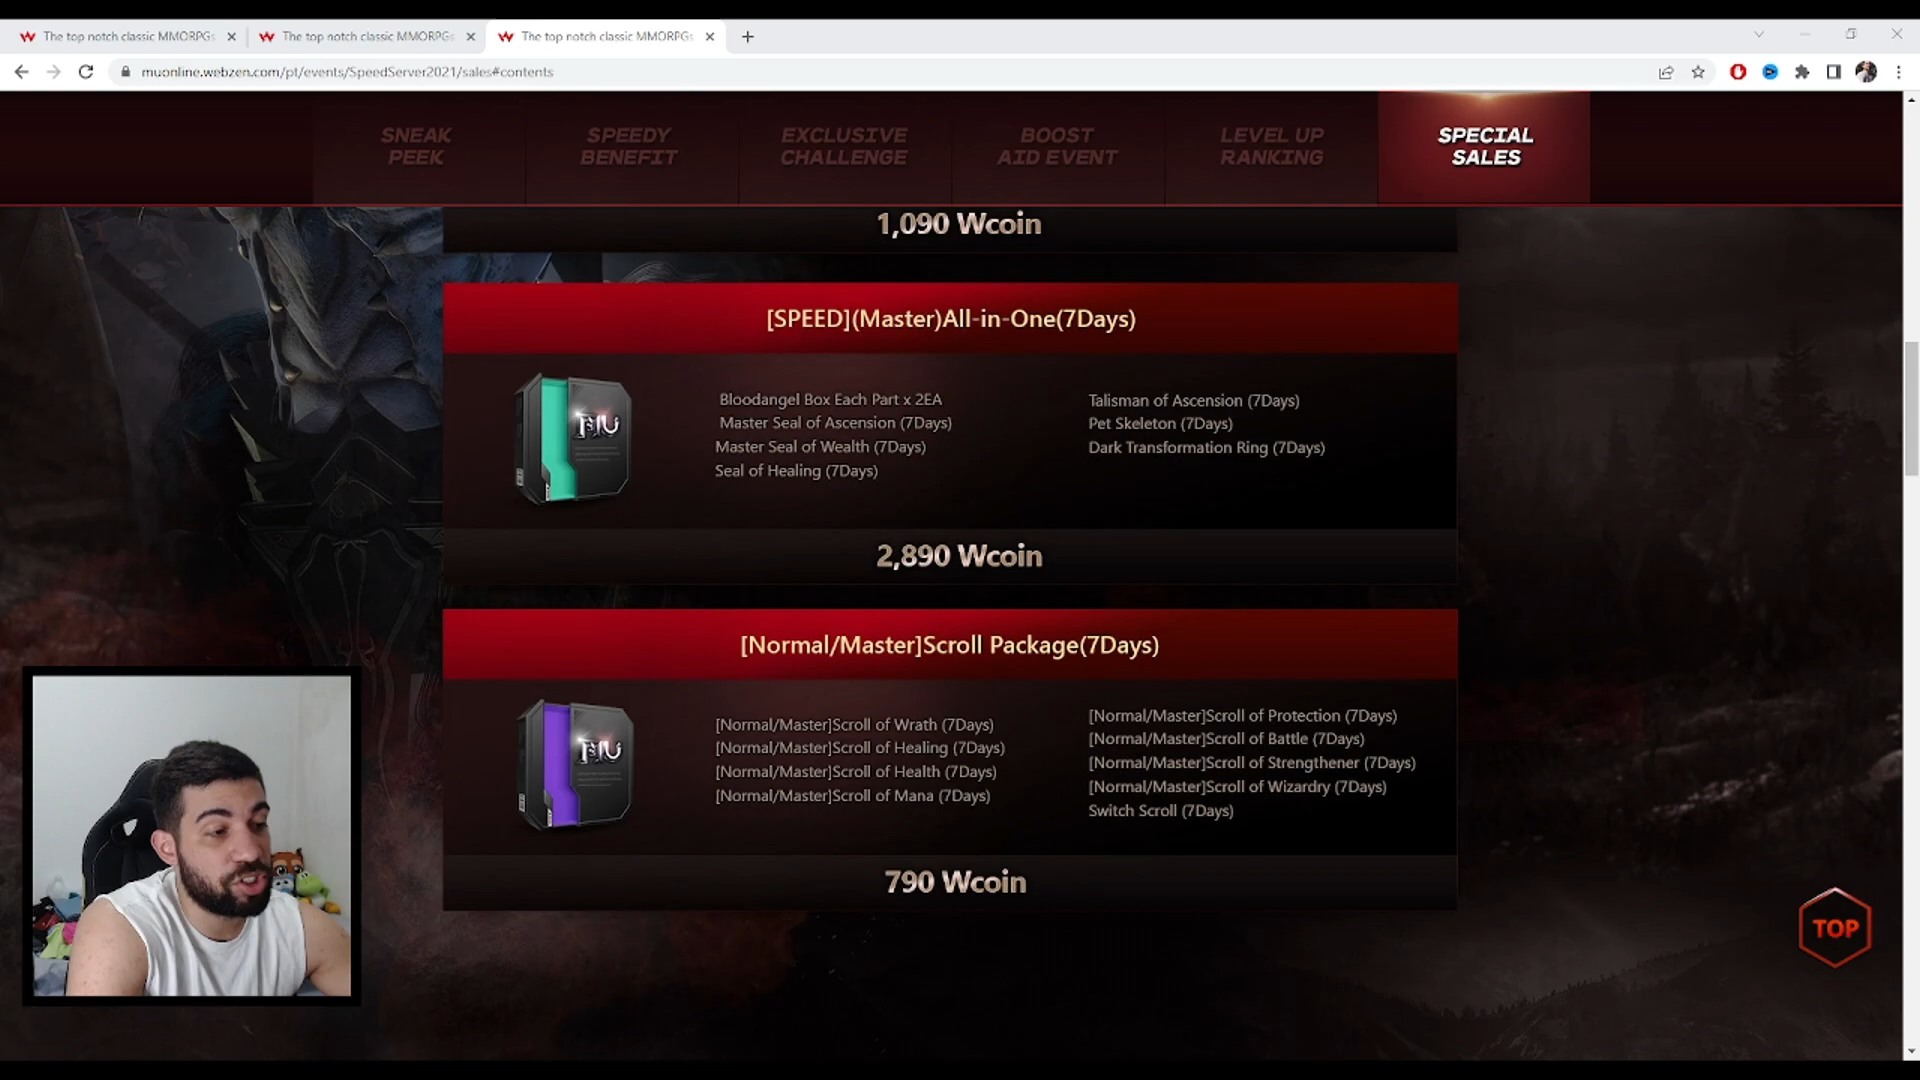 The top notch classic MMORPGs
The top notch classic MMORPGs
The top notch classic MMORPGs
muonline.webzen.com/pt/events/SpeedServer2021/sales#contents
SNEAK
PEEK
SPEEDY
BENEFIT
EXCLUSIVE
CHALLENGE
BOOST
AID EVENT
LEVEL UP
RANKING
SPECIAL
SALES
1,090 Wcoin
[SPEED](Master)All-in-One(7Days)
MU
Bloodangel Box Each Part x 2EA
Master Seal of Ascension (7Days)
Master Seal of Wealth (7Days)
Seal of Healing (7Days)
Talisman of Ascension (7Days)
Pet Skeleton (7Days)
Dark Transformation Ring (7Days)
2,890 Wcoin
[Normal/Master]Scroll Package(7Days)
MU
[Normal/Master]Scroll of Wrath (7Days)
[Normal/Master]Scroll of Healing (7Days)
[Normal/Master]Scroll of Health (7Days)
[Normal/Master]Scroll of Mana (7Days)
[Normal/Master]Scroll of Protection (7Days)
[Normal/Master]Scroll of Battle (7Days)
[Normal/Master]Scroll of Strengthener (7Days)
[Normal/Master]Scroll of Wizardry (7Days)
Switch Scroll (7Days)
790 Wcoin
TOP